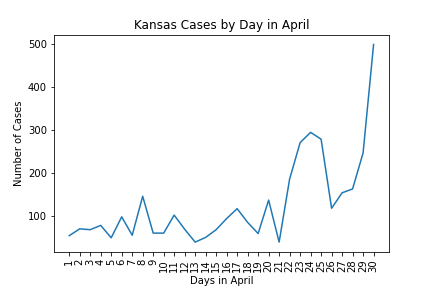 Kansas Cases by Day in April
Number of Cases
500
400
300
200
100
1 2 3 4 5 6 7 8 9 10 11 12 13 14 15 16 17 18 19 20 21 22 23 24 25 26 27 28 29 30
Days in April